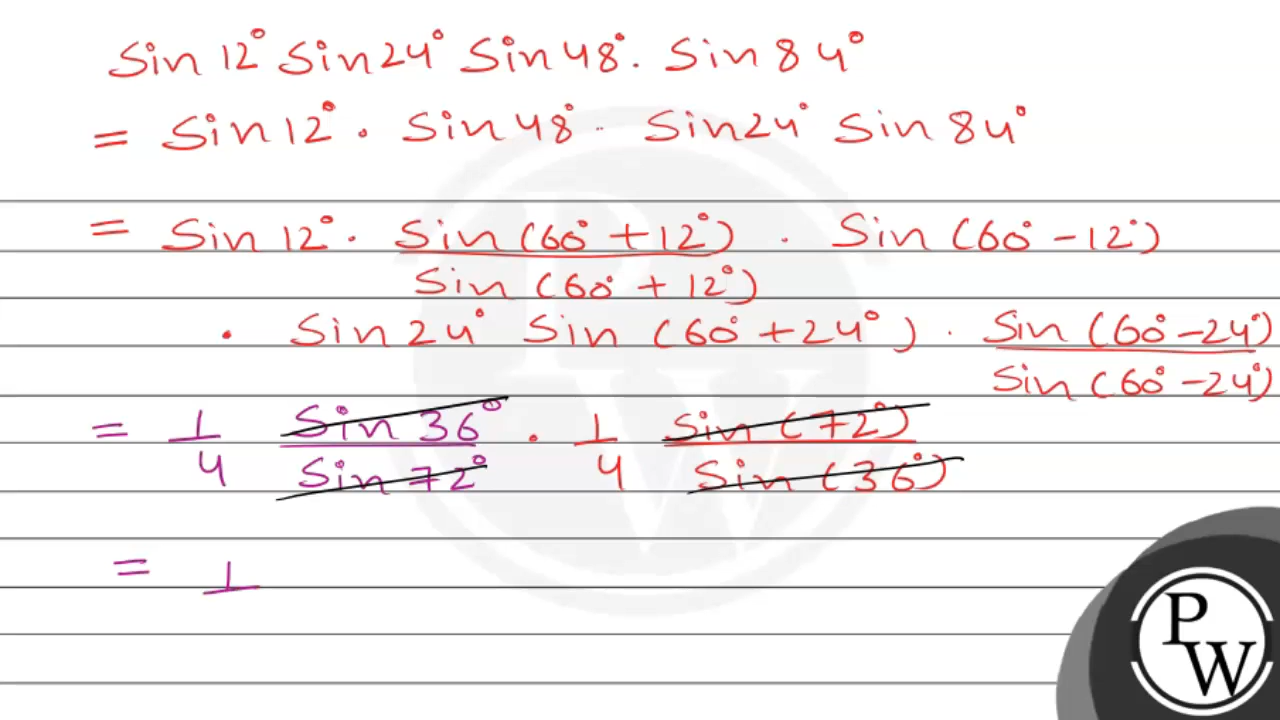 Sin 12° Sin 24° Sin 48° . Sin 84°
= Sin 12° . Sin 48° . Sin 24° Sin 84°
= Sin 12° . Sin (60° + 12°) / Sin (60° + 12°) . Sin (60° - 12°)
. Sin 24° Sin (60° + 24°) . Sin (60° - 24°) / Sin (60° - 24°)
= 1/4 Sin 36° / Sin 72° . 1/4 Sin (72°) / Sin (36°)
= 1
P
W
PW